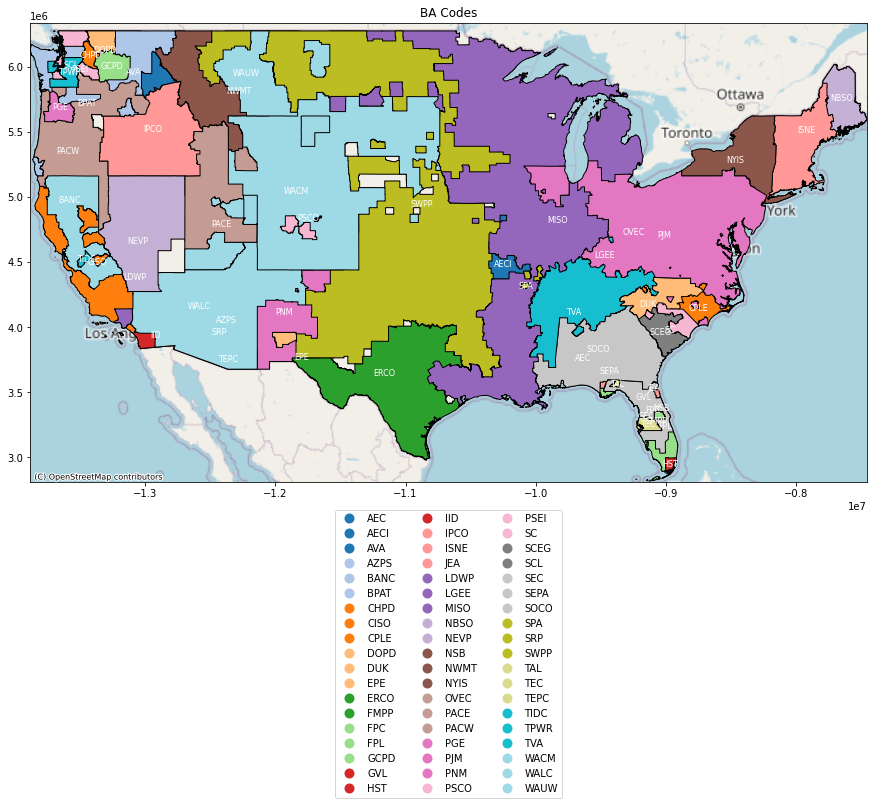 BA Codes
1e6
6.0
5.5
5.0
4.5
4.0
3.5
3.0
−1.3
−1.2
−1.1
−1.0
−0.9
−0.8
1e7
Ottawa
Toronto
York
Los Ang
DOPD
CHPD
GCPD
SCL
TPWR
AVA
WAUW
NWMT
BPAT
PGE
IPCO
PACW
NBSO
ISNE
NYIS
BANC
WACM
PSCO
SWPP
MISO
PACE
OVEC
PJM
NEVP
LGEE
AECI
LDWP
SPA
WALC
PNM
DUK
CPLE
TVA
AZPS
SRP
SCEG
SOCO
AEC
TEPC
EPE
ERCO
SEPA
GVL
HST
(C) OpenStreetMap contributors
AEC
AECI
AVA
AZPS
BANC
BPAT
CHPD
CISO
CPLE
DOPD
DUK
EPE
ERCO
FMPP
FPC
FPL
GCPD
GVL
HST
IID
IPCO
ISNE
JEA
LDWP
LGEE
MISO
NBSO
NEVP
NSB
NWMT
NYIS
OVEC
PACE
PACW
PGE
PJM
PNM
PSCO
PSEI
SC
SCEG
SCL
SEC
SEPA
SOCO
SPA
SRP
SWPP
TAL
TEC
TEPC
TIDC
TPWR
TVA
WACM
WALC
WAUW